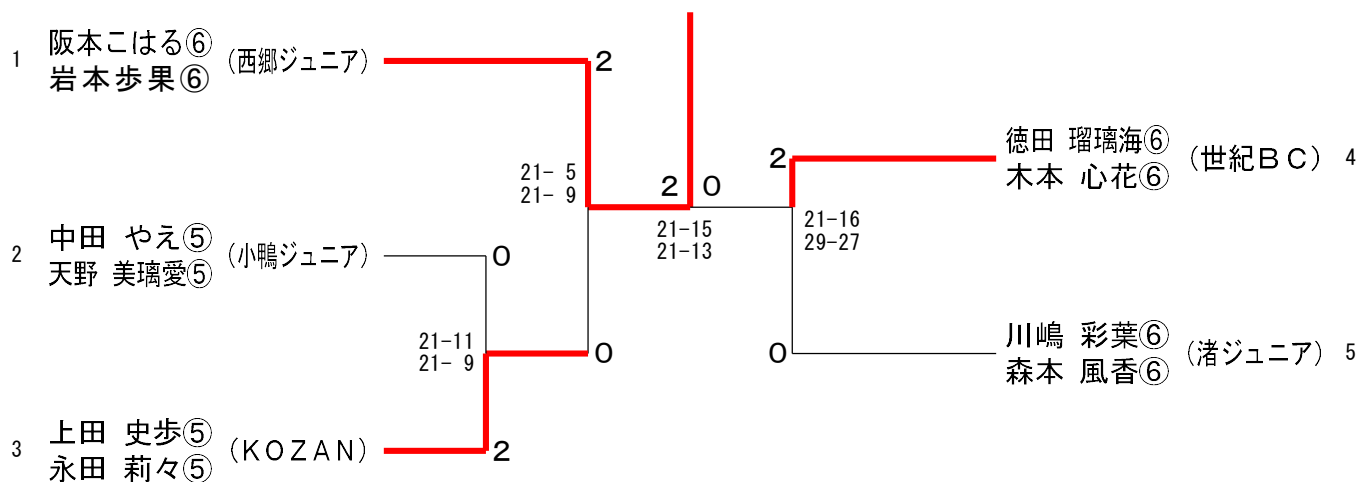 1 阪本こはる⑥ (西郷ジュニア) 2
岩本歩果⑥
21- 5
21- 9
2 中田 やえ⑤ (小鴨ジュニア) 0
天野 美璃愛⑤
21-11
21- 9
0
3 上田 史歩⑤ (KOZAN) 2
永田 莉々⑤
2 0
21-15
21-13
2 徳田 瑠璃海⑥ (世紀BC) 4
木本 心花⑥
21-16
29-27
0 川嶋 彩葉⑥ (渚ジュニア) 5
森本 風香⑥